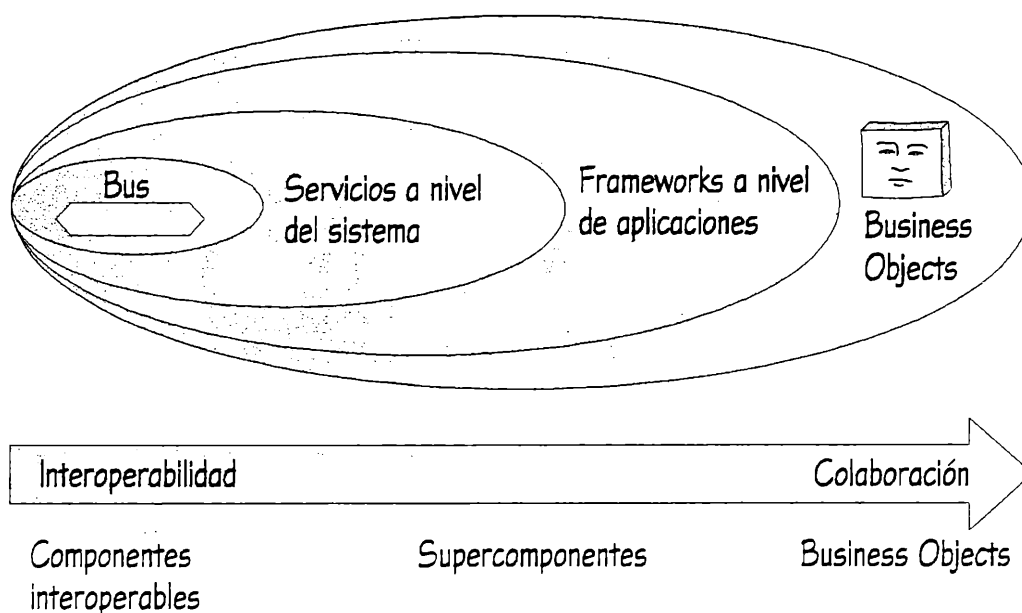 Bus
Servicios a nivel
del sistema
Frameworks a nivel
de aplicaciones
Business
Objects
Interoperabilidad
Colaboración
Componentes
interoperables
Supercomponentes
Business Objects